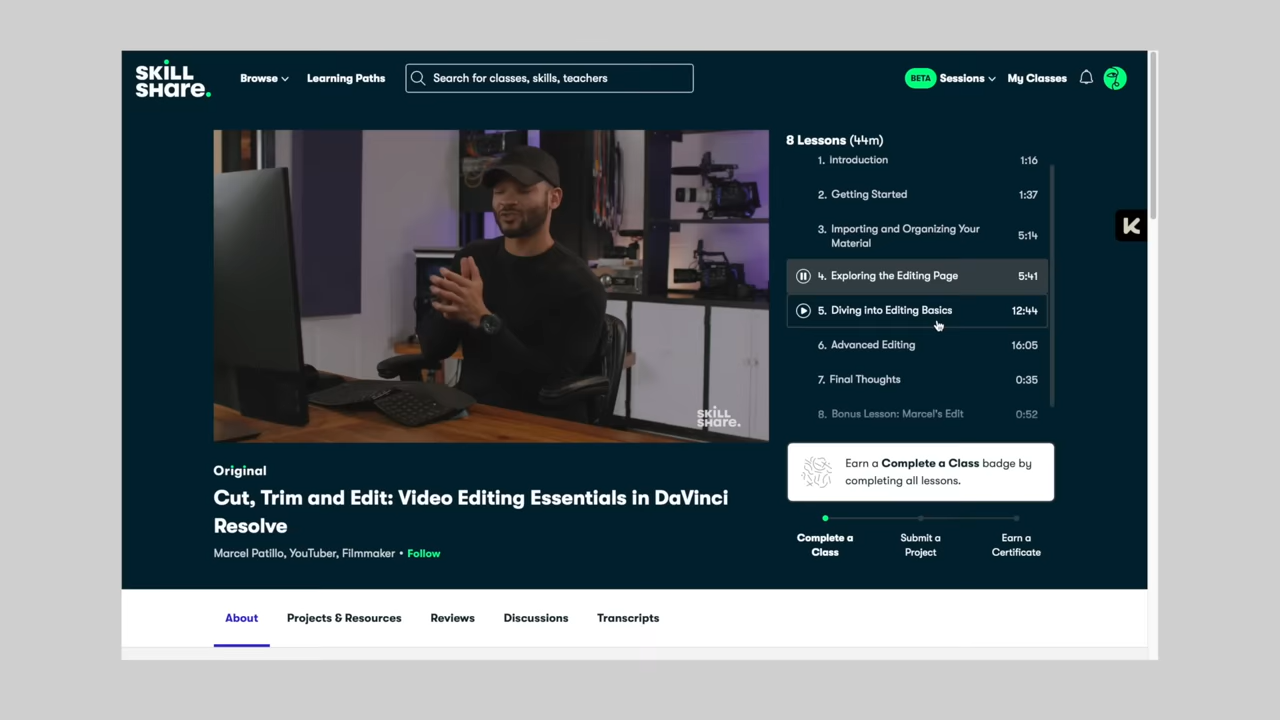 SKILL
SHARE.
Browse
Learning Paths
Search for classes, skills, teachers
BETA
Sessions
My Classes
8 Lessons (44m)
1. Introduction 1:16
2. Getting Started 1:37
3. Importing and Organizing Your
Material 5:14
4. Exploring the Editing Page 5:41
5. Diving into Editing Basics 12:44
6. Advanced Editing 16:05
7. Final Thoughts 0:35
8. Bonus Lesson: Marcel's Edit 0:52
K
SKILL
SHARE.
Earn a Complete a Class badge by
completing all lessons.
Complete a
Class
Submit a
Project
Earn a
Certificate
Original
Cut, Trim and Edit: Video Editing Essentials in DaVinci
Resolve
Marcel Patillo, YouTuber, Filmmaker • Follow
About
Projects & Resources
Reviews
Discussions
Transcripts